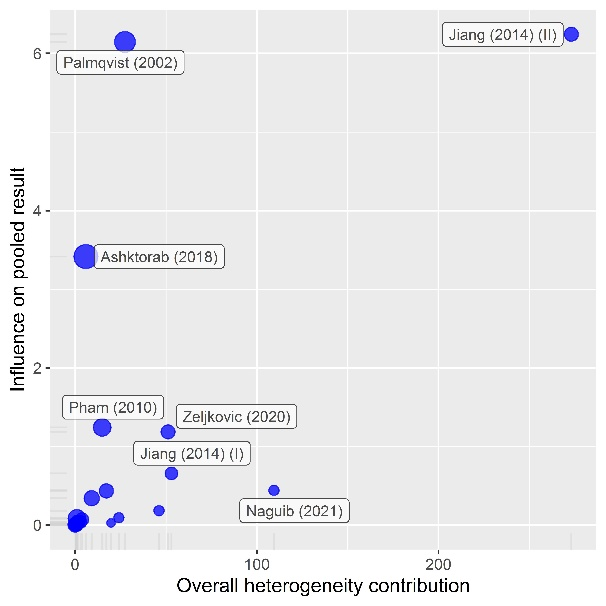 Jiang (2014) (II)
6
Palmqvist (2002)
Influence on pooled result
4
Ashktorab (2018)
2
Pham (2010)
Zeljkovic (2020)
Jiang (2014) (I)
Naguib (2021)
0
0
100
200
Overall heterogeneity contribution